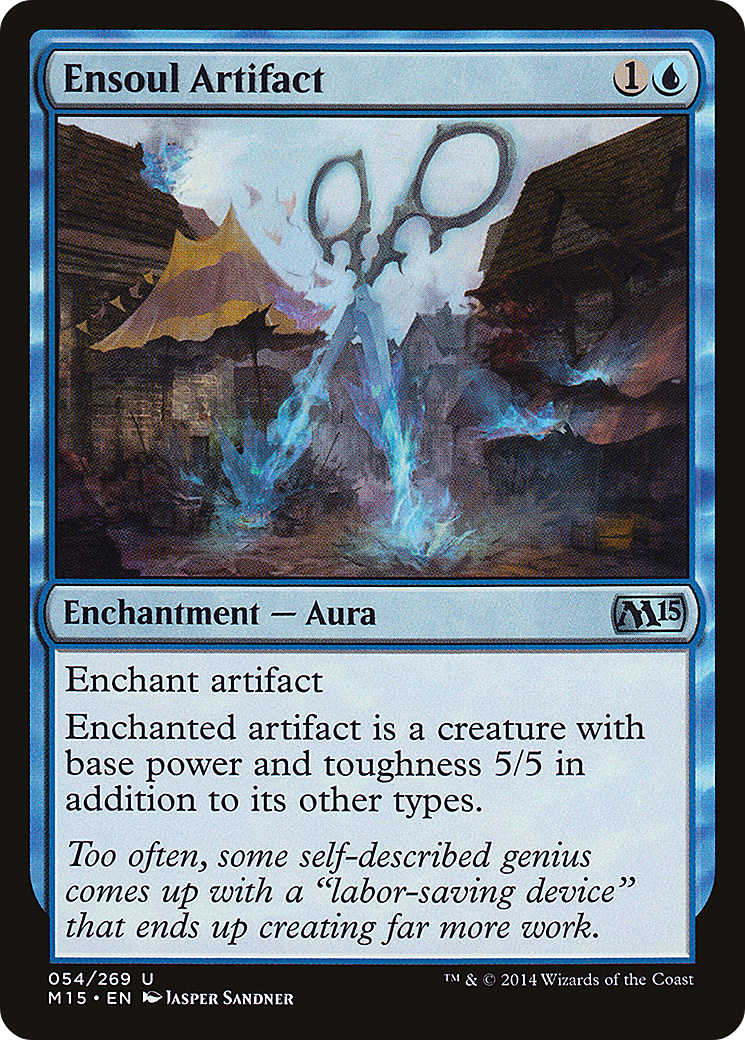 Ensoul Artifact 1
Enchantment — Aura M15
Enchant artifact
Enchanted artifact is a creature with
base power and toughness 5/5 in
addition to its other types.
Too often, some self-described genius
comes up with a “labor-saving device”
that ends up creating far more work.
054/269 U ™ & © 2014 Wizards of the Coast
M15 • EN Jasper Sandner